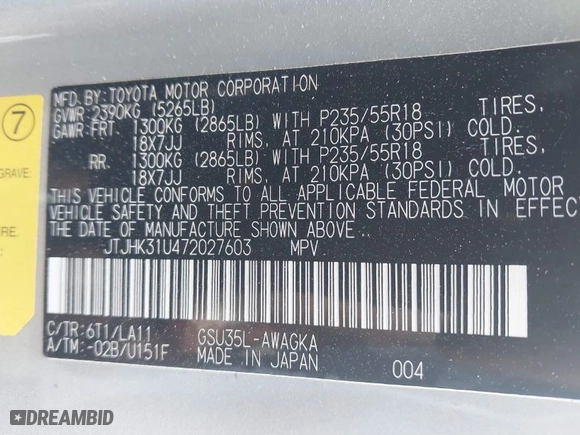 MFD. BY: TOYOTA MOTOR CORPORATION
GVWR 2390KG (5265LB)
GAWR: FRT. 1300KG (2865LB) WITH P235/55R18 TIRES,
18X7JJ RIMS, AT 210KPA (30PSI) COLD.
RR. 1300KG (2865LB) WITH P235/55R18 TIRES,
18X7JJ RIMS, AT 210KPA (30PSI) COLD.
THIS VEHICLE CONFORMS TO ALL APPLICABLE FEDERAL MOTOR
VEHICLE SAFETY AND THEFT PREVENTION STANDARDS IN EFFEC
THE DATE OF MANUFACTURE SHOWN ABOVE.
JTJHK31U472027603 MPV
C/TR: 6T1/LA11 GSU35L-AWAGKA
A/TM: -02B/U151F MADE IN JAPAN 004
7
GRAVE:
IRE.
C:
DREAMBID